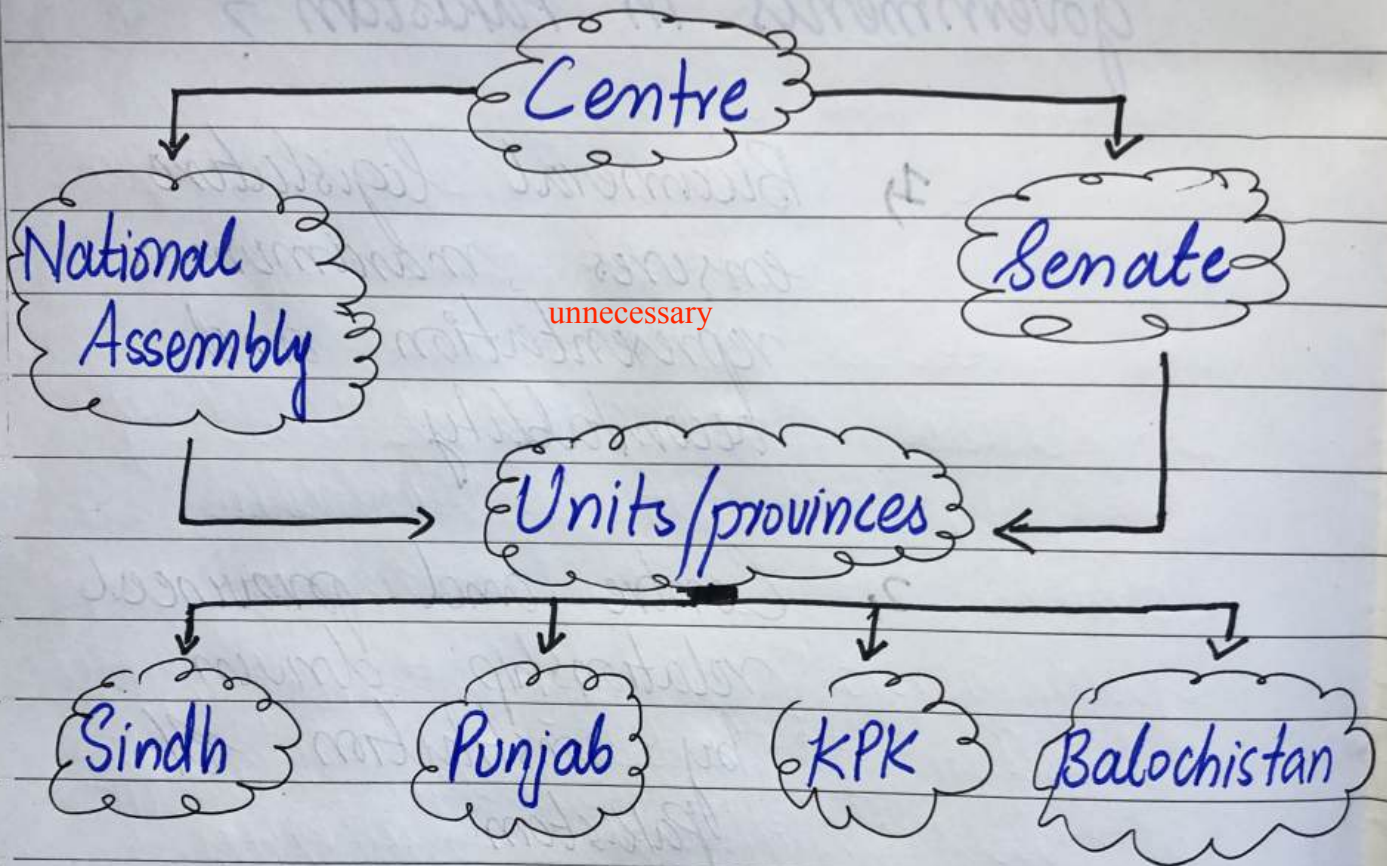 Centre
National
Assembly
Senate
unnecessary
Units/provinces
Sindh
Punjab
KPK
Balochistan